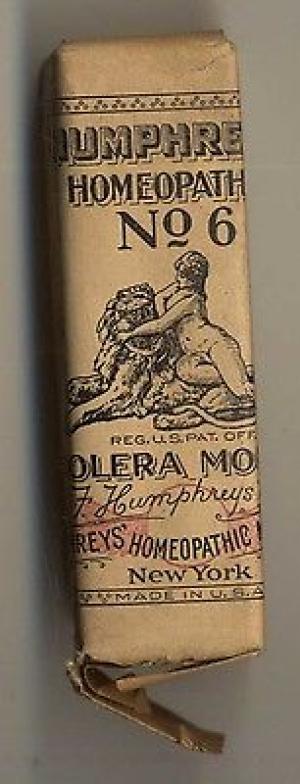 HUMPHRE
HOMEOPATH
No 6
REG. U.S. PAT. OFF.
OLERA MO
F Humphreys
REYS' HOMEOPATHIC
New York
MADE IN U.S.A